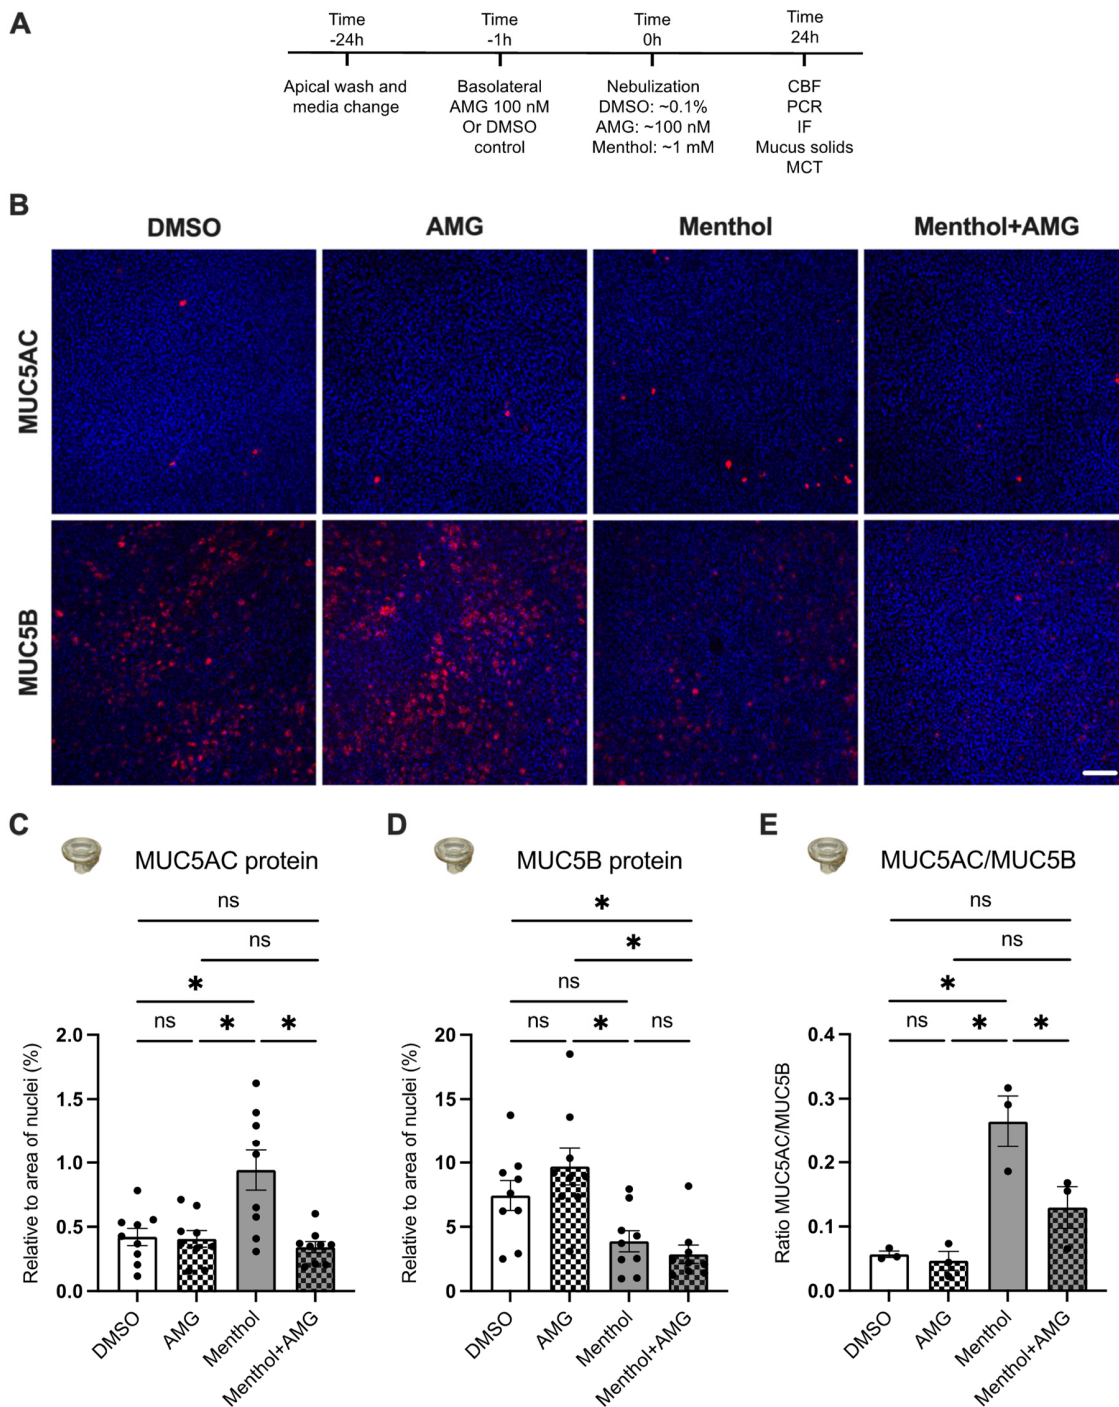 A
Time
-24h
Time
-1h
Time
0h
Time
24h
Apical wash and
media change
Basolateral
AMG 100 nM
Or DMSO
control
Nebulization
DMSO: ~0.1%
AMG: ~100 nM
Menthol: ~1 mM
CBF
PCR
IF
Mucus solids
MCT
B
DMSO
AMG
Menthol
Menthol+AMG
MUC5AC
MUC5B
C
MUC5AC protein
ns
ns
*
ns
*
*
Relative to area of nuclei (%)
2.0
1.5
1.0
0.5
0.0
DMSO
AMG
Menthol
Menthol+AMG
D
MUC5B protein
*
*
ns
ns
*
ns
Relative to area of nuclei (%)
20
15
10
5
0
DMSO
AMG
Menthol
Menthol+AMG
E
MUC5AC/MUC5B
ns
ns
*
ns
*
*
Ratio MUC5AC/MUC5B
0.4
0.3
0.2
0.1
0.0
DMSO
AMG
Menthol
Menthol+AMG